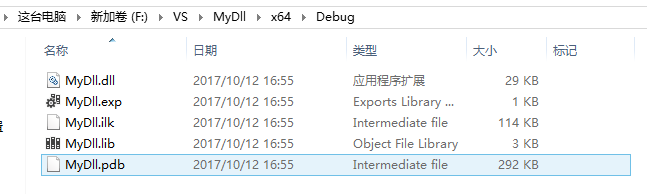 这台电脑 新加卷 (F:) VS MyDll x64 Debug
名称 日期 类型 大小 标记
MyDll.dll 2017/10/12 16:55 应用程序扩展 29 KB
MyDll.exp 2017/10/12 16:55 Exports Library ... 1 KB
MyDll.ilk 2017/10/12 16:55 Intermediate file 114 KB
MyDll.lib 2017/10/12 16:55 Object File Library 3 KB
MyDll.pdb 2017/10/12 16:55 Intermediate file 292 KB